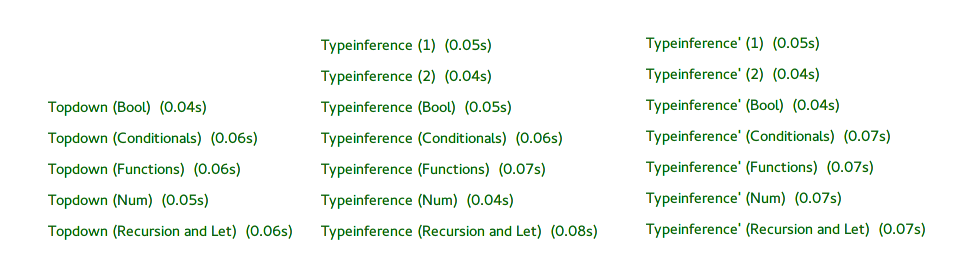 Topdown (Bool) (0.04s)
Topdown (Conditionals) (0.06s)
Topdown (Functions) (0.06s)
Topdown (Num) (0.05s)
Topdown (Recursion and Let) (0.06s)
Typeinference (1) (0.05s)
Typeinference (2) (0.04s)
Typeinference (Bool) (0.05s)
Typeinference (Conditionals) (0.06s)
Typeinference (Functions) (0.07s)
Typeinference (Num) (0.04s)
Typeinference (Recursion and Let) (0.08s)
Typeinference' (1) (0.05s)
Typeinference' (2) (0.04s)
Typeinference' (Bool) (0.04s)
Typeinference' (Conditionals) (0.07s)
Typeinference' (Functions) (0.07s)
Typeinference' (Num) (0.07s)
Typeinference' (Recursion and Let) (0.07s)